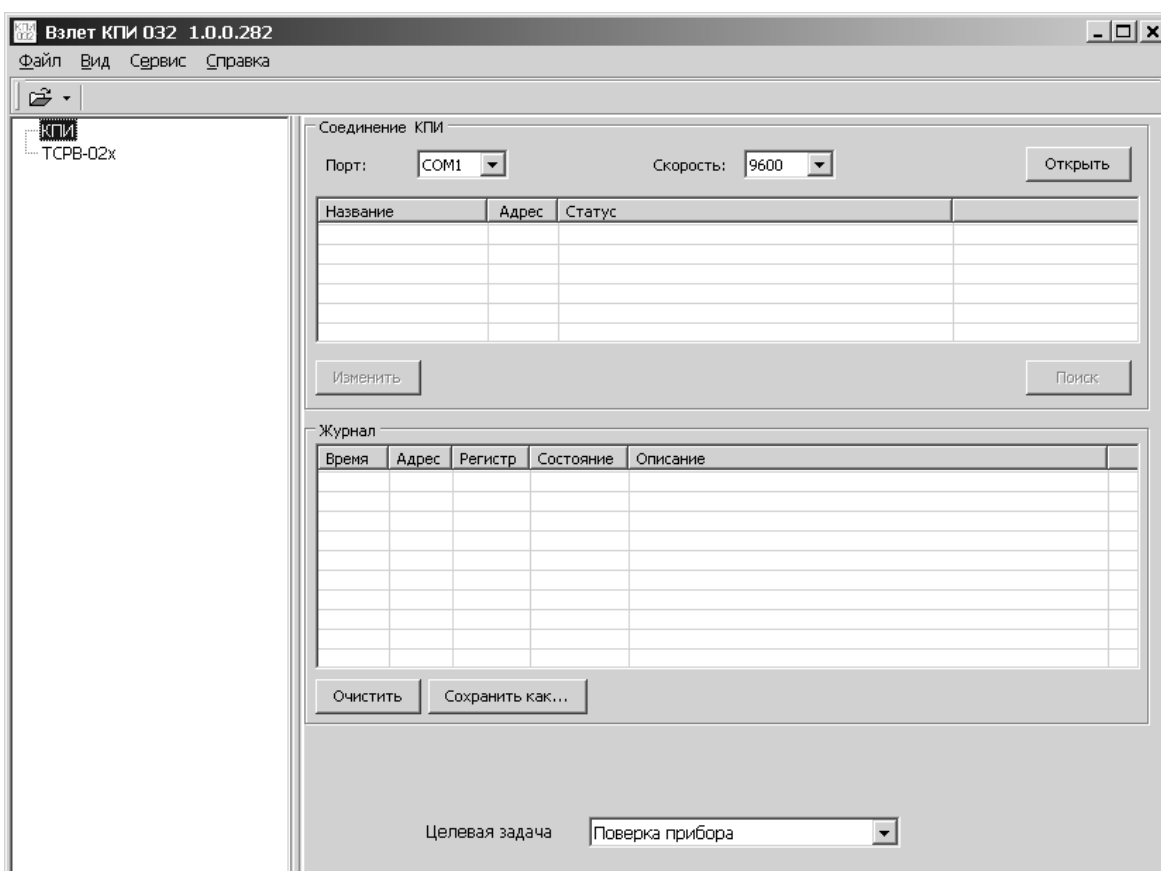 КПИ 032 Взлет КПИ 032 1.0.0.282
Файл Вид Сервис Справка
КПИ
ТСРВ-02х
Соединение КПИ
Порт: COM1 Скорость: 9600 Открыть
Название Адрес Статус
Изменить Поиск
Журнал
Время Адрес Регистр Состояние Описание
Очистить Сохранить как...
Целевая задача Поверка прибора